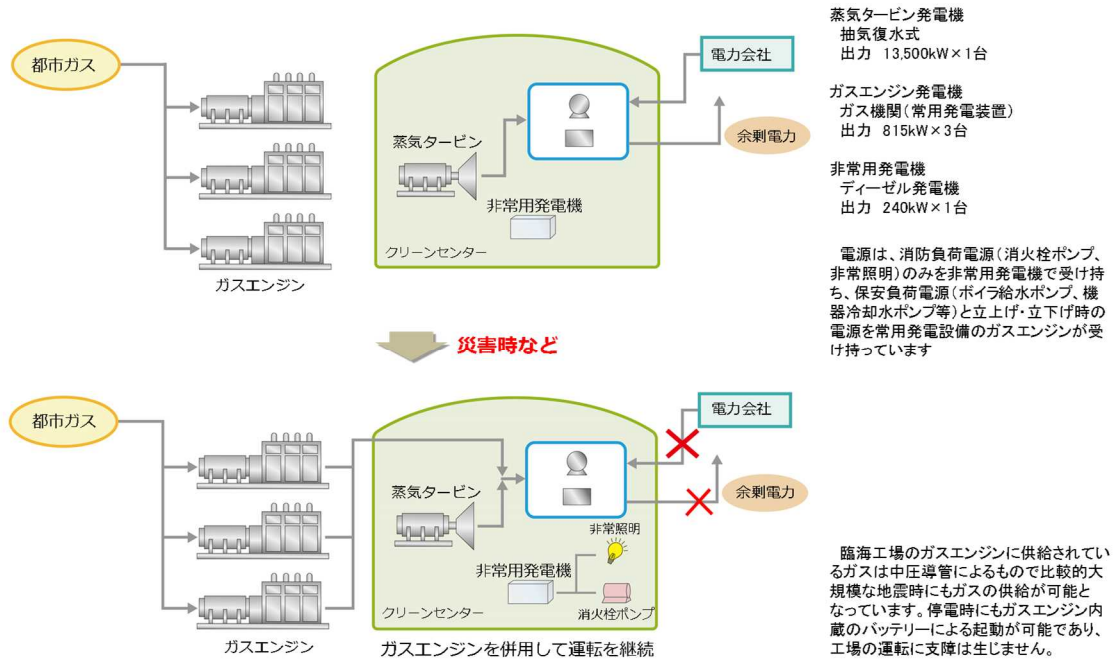 都市ガス
ガスエンジン
蒸気タービン
非常用発電機
クリーンセンター
電力会社
余剰電力
蒸気タービン発電機
抽気復水式
出力 13,500kW×1台
ガスエンジン発電機
ガス機関(常用発電装置)
出力 815kW×3台
非常用発電機
ディーゼル発電機
出力 240kW×1台
電源は、消防負荷電源(消火栓ポンプ、
非常照明)のみを非常用発電機で受け持
ち、保安負荷電源(ボイラ給水ポンプ、機
器冷却水ポンプ等)と立上げ・立下げ時の
電源を常用発電設備のガスエンジンが受
け持っています
災害時など
都市ガス
ガスエンジン
蒸気タービン
非常用発電機
クリーンセンター
非常照明
消火栓ポンプ
電力会社
余剰電力
ガスエンジンを併用して運転を継続
臨海工場のガスエンジンに供給されてい
るガスは中圧導管によるもので比較的大
規模な地震時にもガスの供給が可能と
なっています。停電時にもガスエンジン内
蔵のバッテリーによる起動が可能であり、
工場の運転に支障は生じません。